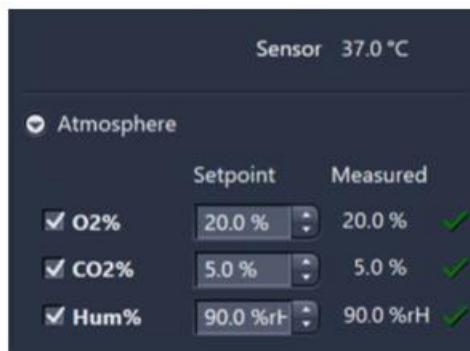 Sensor 37.0 °C
Atmosphere
Setpoint Measured
O2% 20.0 % 20.0 %
CO2% 5.0 % 5.0 %
Hum% 90.0 %rH 90.0 %rH